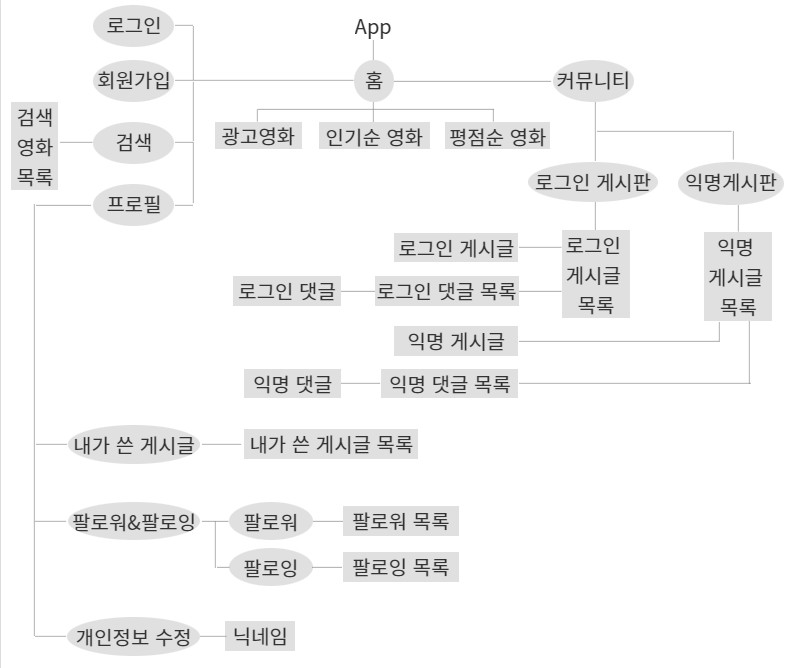 로그인
App
회원가입
홈
커뮤니티
검색
영화
목록
검색
광고영화
인기순 영화
평점순 영화
프로필
로그인 게시판
익명게시판
로그인 게시글
로그인
게시글
목록
익명
게시글
목록
로그인 댓글
로그인 댓글 목록
익명 게시글
익명 댓글
익명 댓글 목록
내가 쓴 게시글
내가 쓴 게시글 목록
팔로워&팔로잉
팔로워
팔로워 목록
팔로잉
팔로잉 목록
개인정보 수정
닉네임